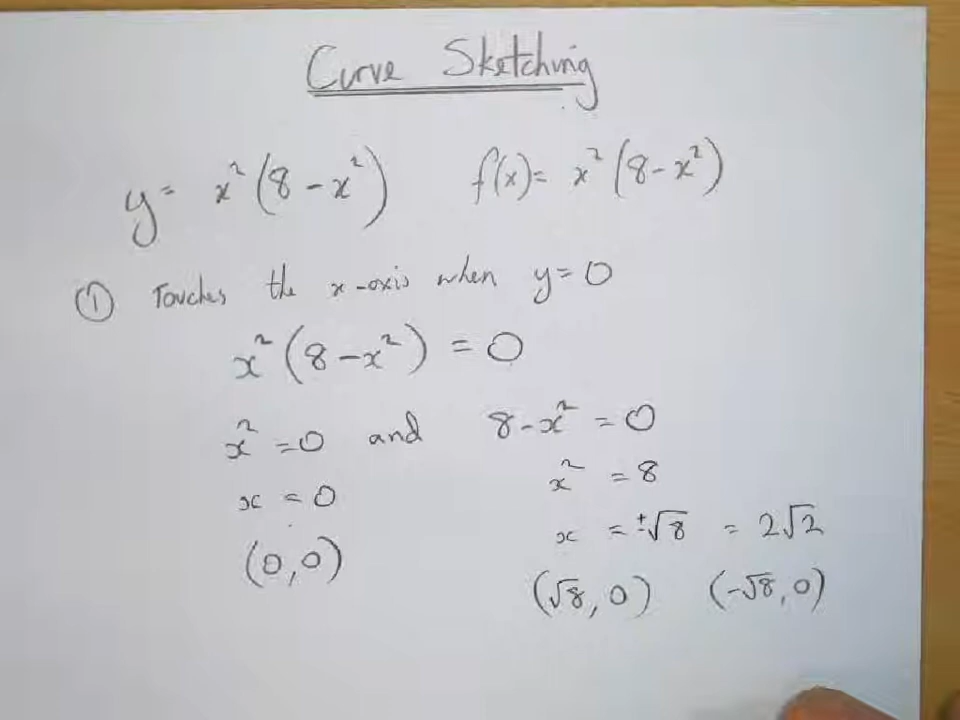 Curve Sketching
y = x²(8 - x²) f(x) = x²(8 - x²)
① Touches the x-axis when y = 0
x²(8 - x²) = 0
x² = 0 and 8 - x² = 0
x² = 8
x = 0
x = ±√8 = 2√2
(0, 0)
(√8, 0) (-√8, 0)